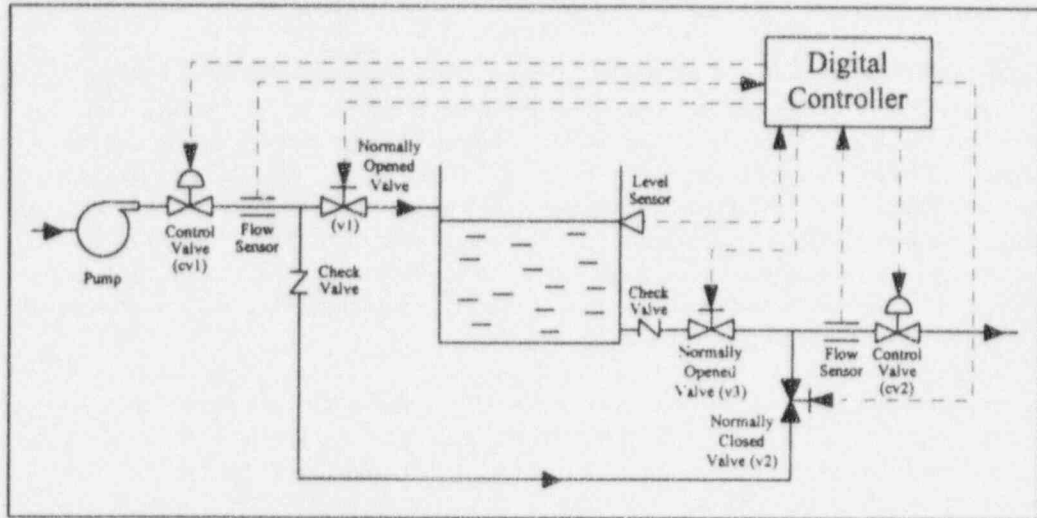 Digital
Controller
Normally
Opened
Valve
(v1)
Level
Sensor
Control
Valve
(cv1)
Flow
Sensor
Pump
Check
Valve
Check
Valve
Normally
Opened
Valve (v3)
Flow
Sensor
Control
Valve
(cv2)
Normally
Closed
Valve (v2)